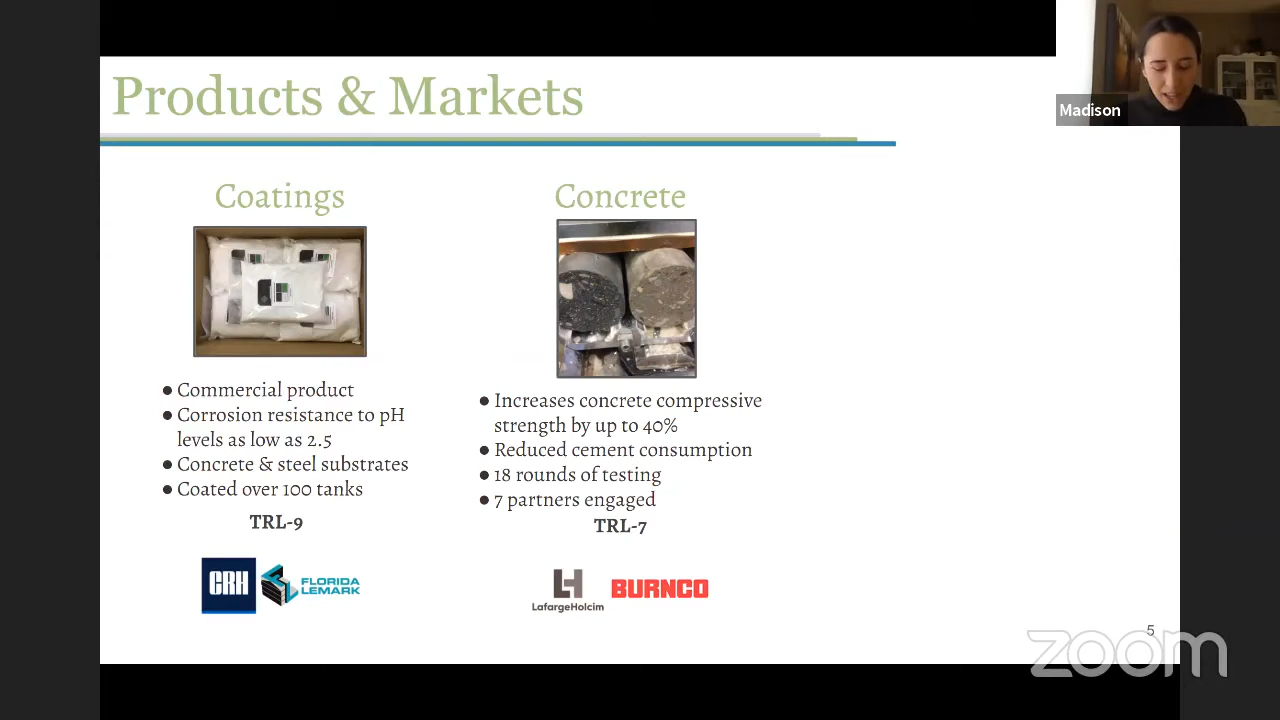 Products & Markets
Madison
Coatings
Concrete
● Commercial product
● Corrosion resistance to pH
levels as low as 2.5
● Concrete & steel substrates
● Coated over 100 tanks
TRL-9
● Increases concrete compressive
strength by up to 40%
● Reduced cement consumption
● 18 rounds of testing
● 7 partners engaged
TRL-7
CRH
FLORIDA
LEMARK
LafargeHolcim
BURNCO
5
zoom